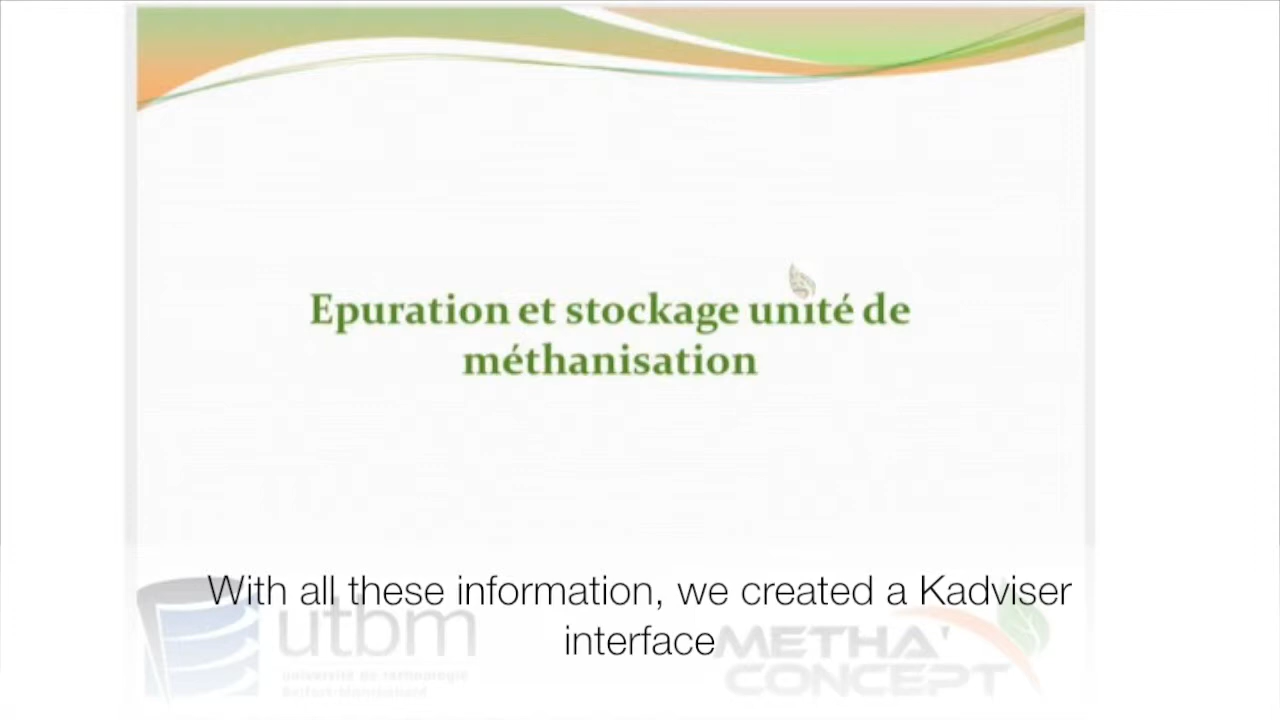 Epuration et stockage unité de
méthanisation
With all these information, we created a Kadviser
interface
utbm
université de technologie
Belfort-Montbéliard
METHA'
CONCEPT